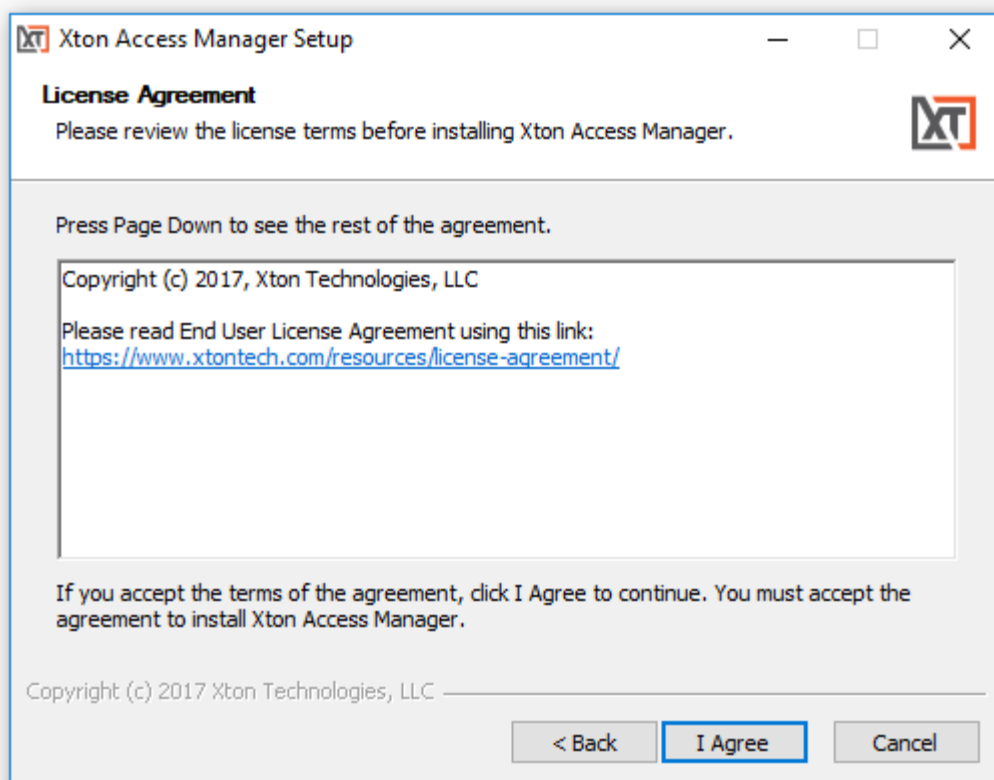 XT Xton Access Manager Setup
License Agreement
Please review the license terms before installing Xton Access Manager.
XT
Press Page Down to see the rest of the agreement.
Copyright (c) 2017, Xton Technologies, LLC
Please read End User License Agreement using this link:
https://www.xtontech.com/resources/license-agreement/
If you accept the terms of the agreement, click I Agree to continue. You must accept the
agreement to install Xton Access Manager.
Copyright (c) 2017 Xton Technologies, LLC
< Back I Agree Cancel